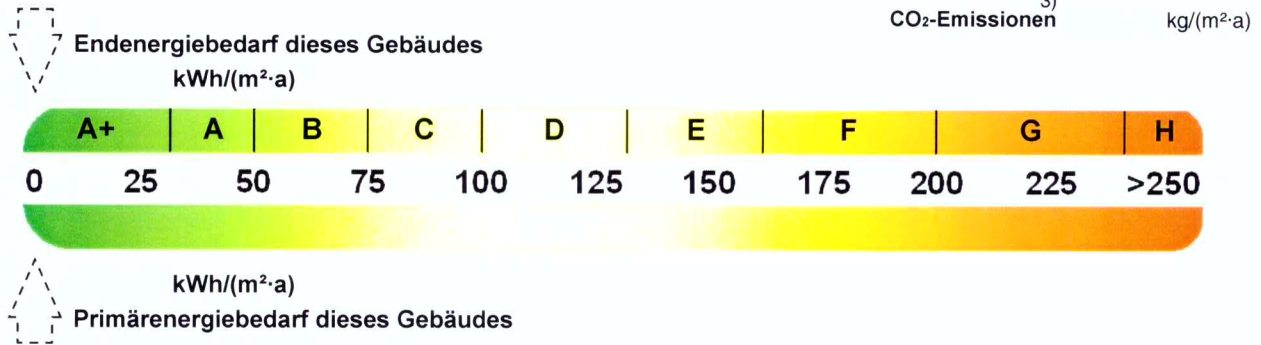 3)
CO₂-Emissionen kg/(m²·a)
Endenergiebedarf dieses Gebäudes
kWh/(m²·a)
A+ A B C D E F G H
0 25 50 75 100 125 150 175 200 225 >250
kWh/(m²·a)
Primärenergiebedarf dieses Gebäudes